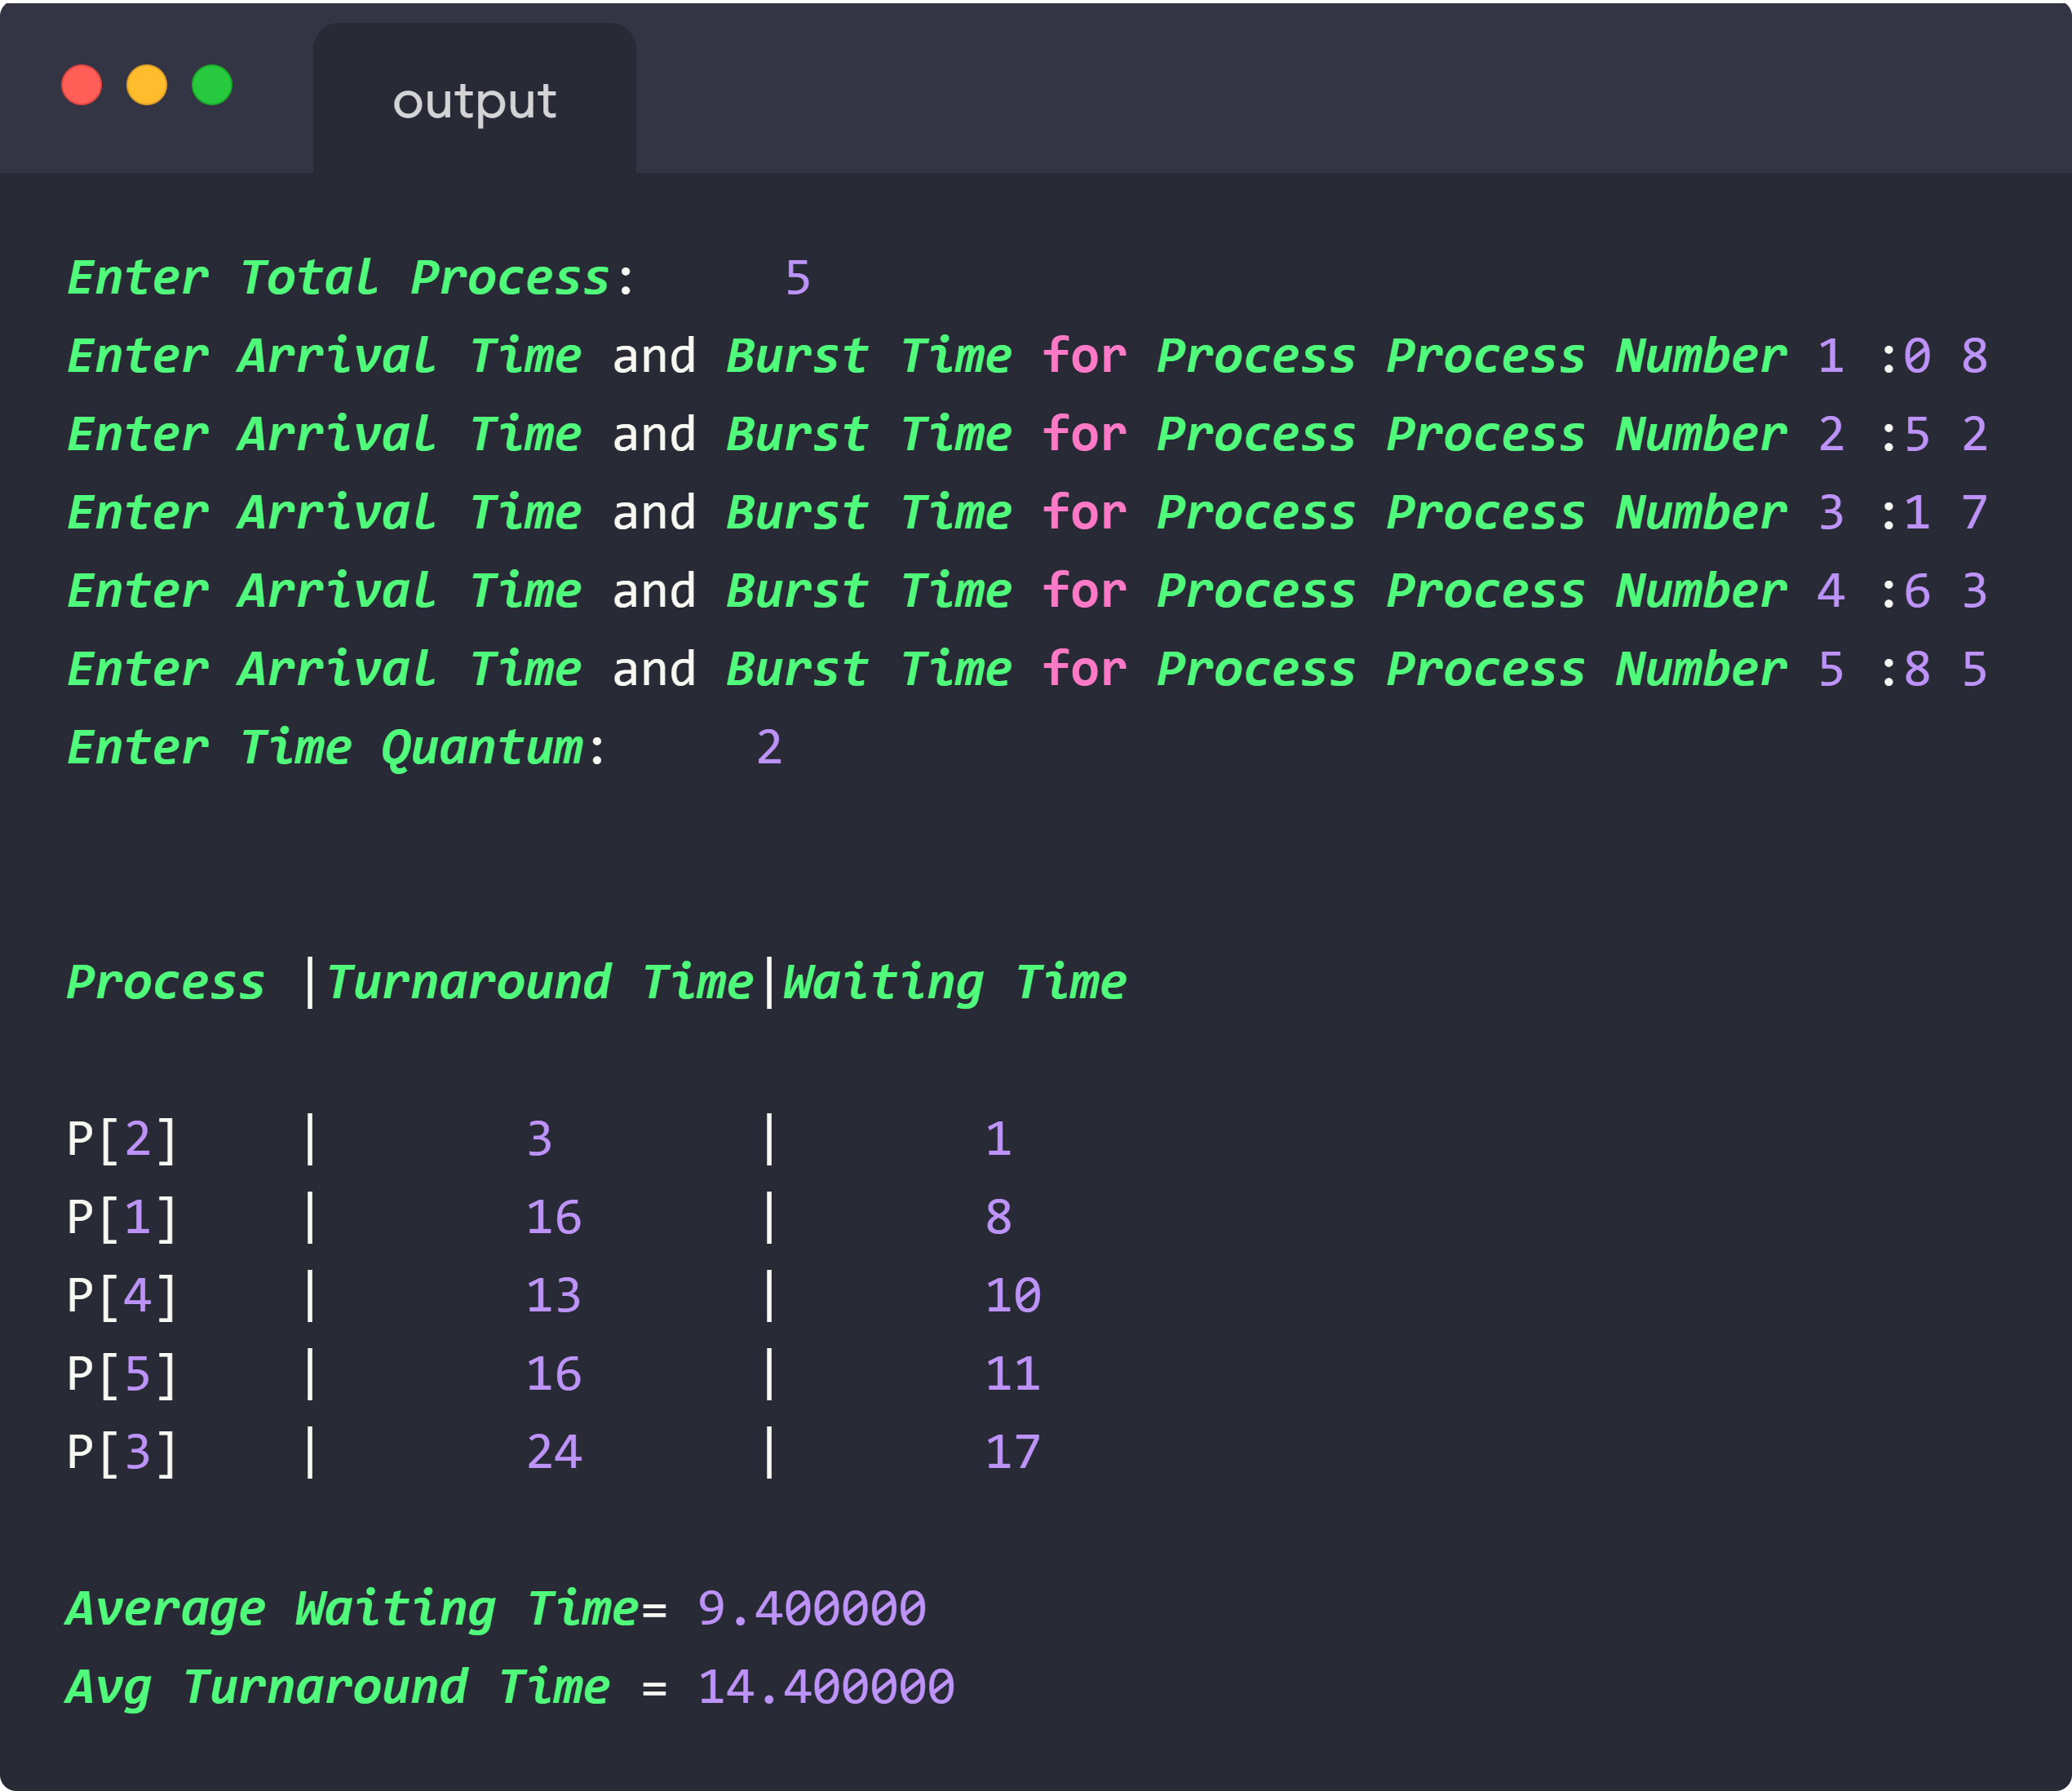 output
Enter Total Process:     5
Enter Arrival Time and Burst Time for Process Process Number 1 :0 8
Enter Arrival Time and Burst Time for Process Process Number 2 :5 2
Enter Arrival Time and Burst Time for Process Process Number 3 :1 7
Enter Arrival Time and Burst Time for Process Process Number 4 :6 3
Enter Arrival Time and Burst Time for Process Process Number 5 :8 5
Enter Time Quantum:     2
Process |Turnaround Time|Waiting Time
P[2]    |       3       |       1
P[1]    |       16      |       8
P[4]    |       13      |       10
P[5]    |       16      |       11
P[3]    |       24      |       17
Average Waiting Time= 9.400000
Avg Turnaround Time = 14.400000